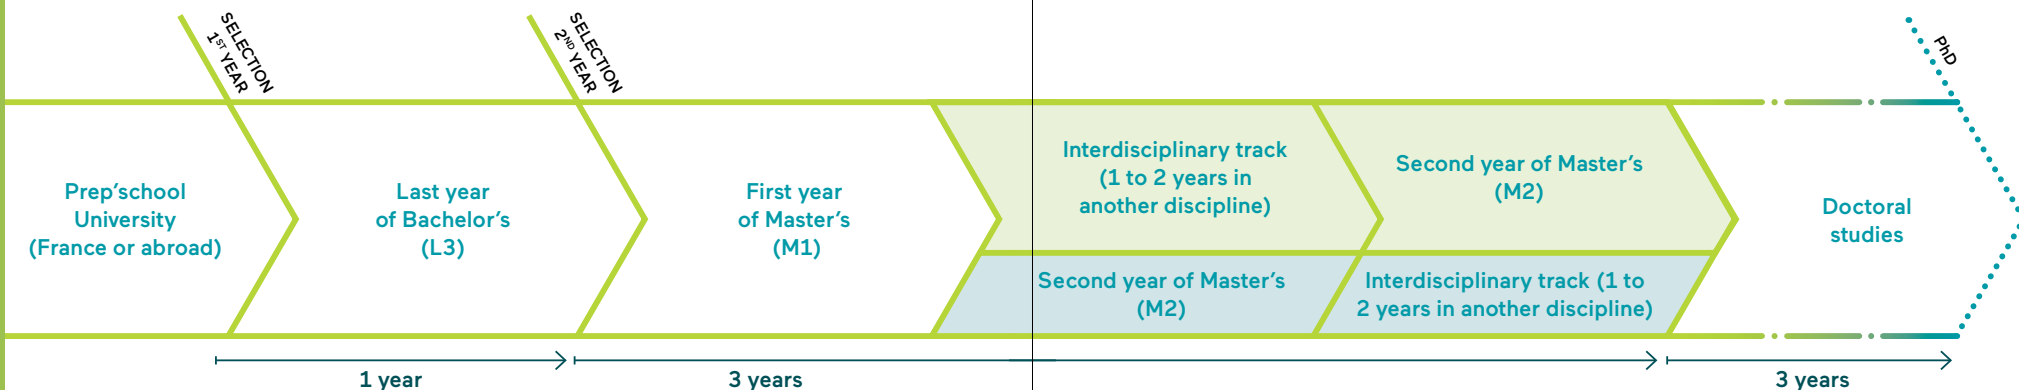 SELECTION
1ST YEAR
SELECTION
2ND YEAR
PhD
Prep’school
University
(France or abroad)
Last year
of Bachelor’s
(L3)
First year
of Master’s
(M1)
Interdisciplinary track
(1 to 2 years in
another discipline)
Second year of Master’s
(M2)
Second year of Master’s
(M2)
Interdisciplinary track (1 to
2 years in another discipline)
Doctoral
studies
1 year
3 years
3 years